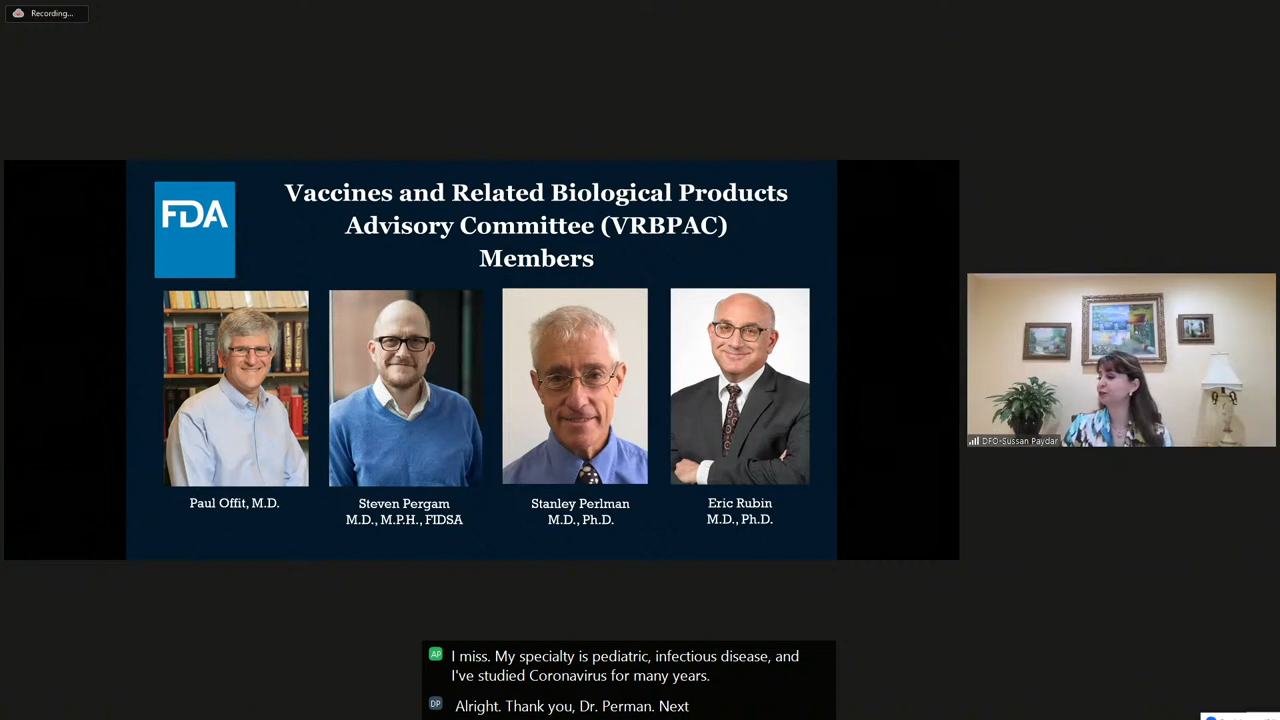 Recording...
FDA
Vaccines and Related Biological Products
Advisory Committee (VRBPAC)
Members
Paul Offit, M.D.
Steven Pergam
M.D., M.P.H., FIDSA
Stanley Perlman
M.D., Ph.D.
Eric Rubin
M.D., Ph.D.
DFO-Sussan Paydar
AP
I miss. My specialty is pediatric, infectious disease, and
I've studied Coronavirus for many years.
DP
Alright. Thank you, Dr. Perman. Next